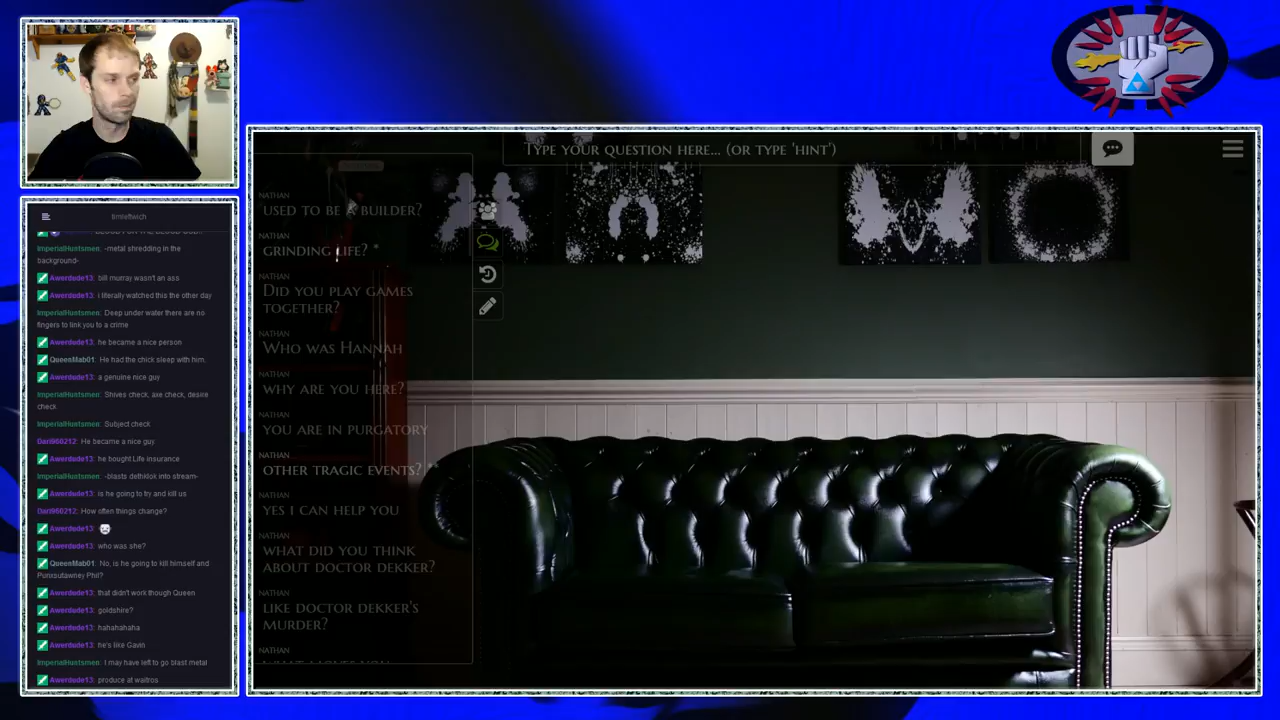 TYPE YOUR QUESTION HERE... (OR TYPE 'HINT')
NATHAN
USED TO BE A BUILDER?
NATHAN
GRINDING LIFE? *
NATHAN
DID YOU PLAY GAMES
TOGETHER?
NATHAN
WHO WAS HANNAH
NATHAN
WHY ARE YOU HERE?
NATHAN
YOU ARE IN PURGATORY
NATHAN
OTHER TRAGIC EVENTS? *
NATHAN
YES I CAN HELP YOU
NATHAN
WHAT DID YOU THINK
ABOUT DOCTOR DEKKER?
NATHAN
LIKE DOCTOR DEKKER'S
MURDER?
NATHAN
ImperialHuntsmen: -metal shredding in the
background-
Awerdude13: bill murray wasn't an ass
Awerdude13: i literally watched this the other day
ImperialHuntsmen: Deep under water there are no
fingers to link you to a crime
Awerdude13: he became a nice person
QueenMab01: He had the chick sleep with him.
Awerdude13: a genuine nice guy
ImperialHuntsmen: Shives check, axe check, desire
check
ImperialHuntsmen: Subject check
Dari960212: He became a nice guy
Awerdude13: he bought Life insurance
ImperialHuntsmen: -blasts dethklok into stream-
Awerdude13: is he going to try and kill us
Dari960212: How often things change?
Awerdude13:
Awerdude13: who was she?
QueenMab01: No, is he going to kill himself and
Punxsutawney Phil?
Awerdude13: that didn't work though Queen
Awerdude13: goldshire?
Awerdude13: hahahahaha
Awerdude13: he's like Gavin
ImperialHuntsmen: I may have left to go blast metal
Awerdude13: produce at waitros